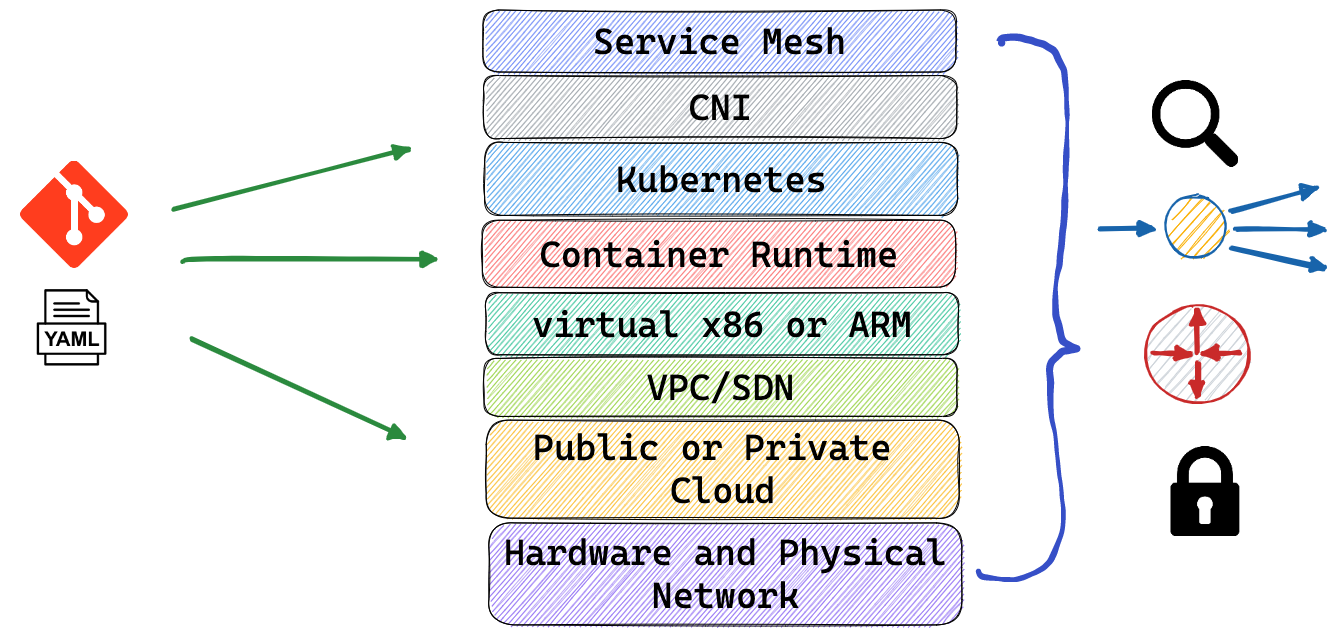 Service Mesh
CNI
Kubernetes
Container Runtime
YAML
virtual x86 or ARM
VPC/SDN
Public or Private
Cloud
Hardware and Physical
Network